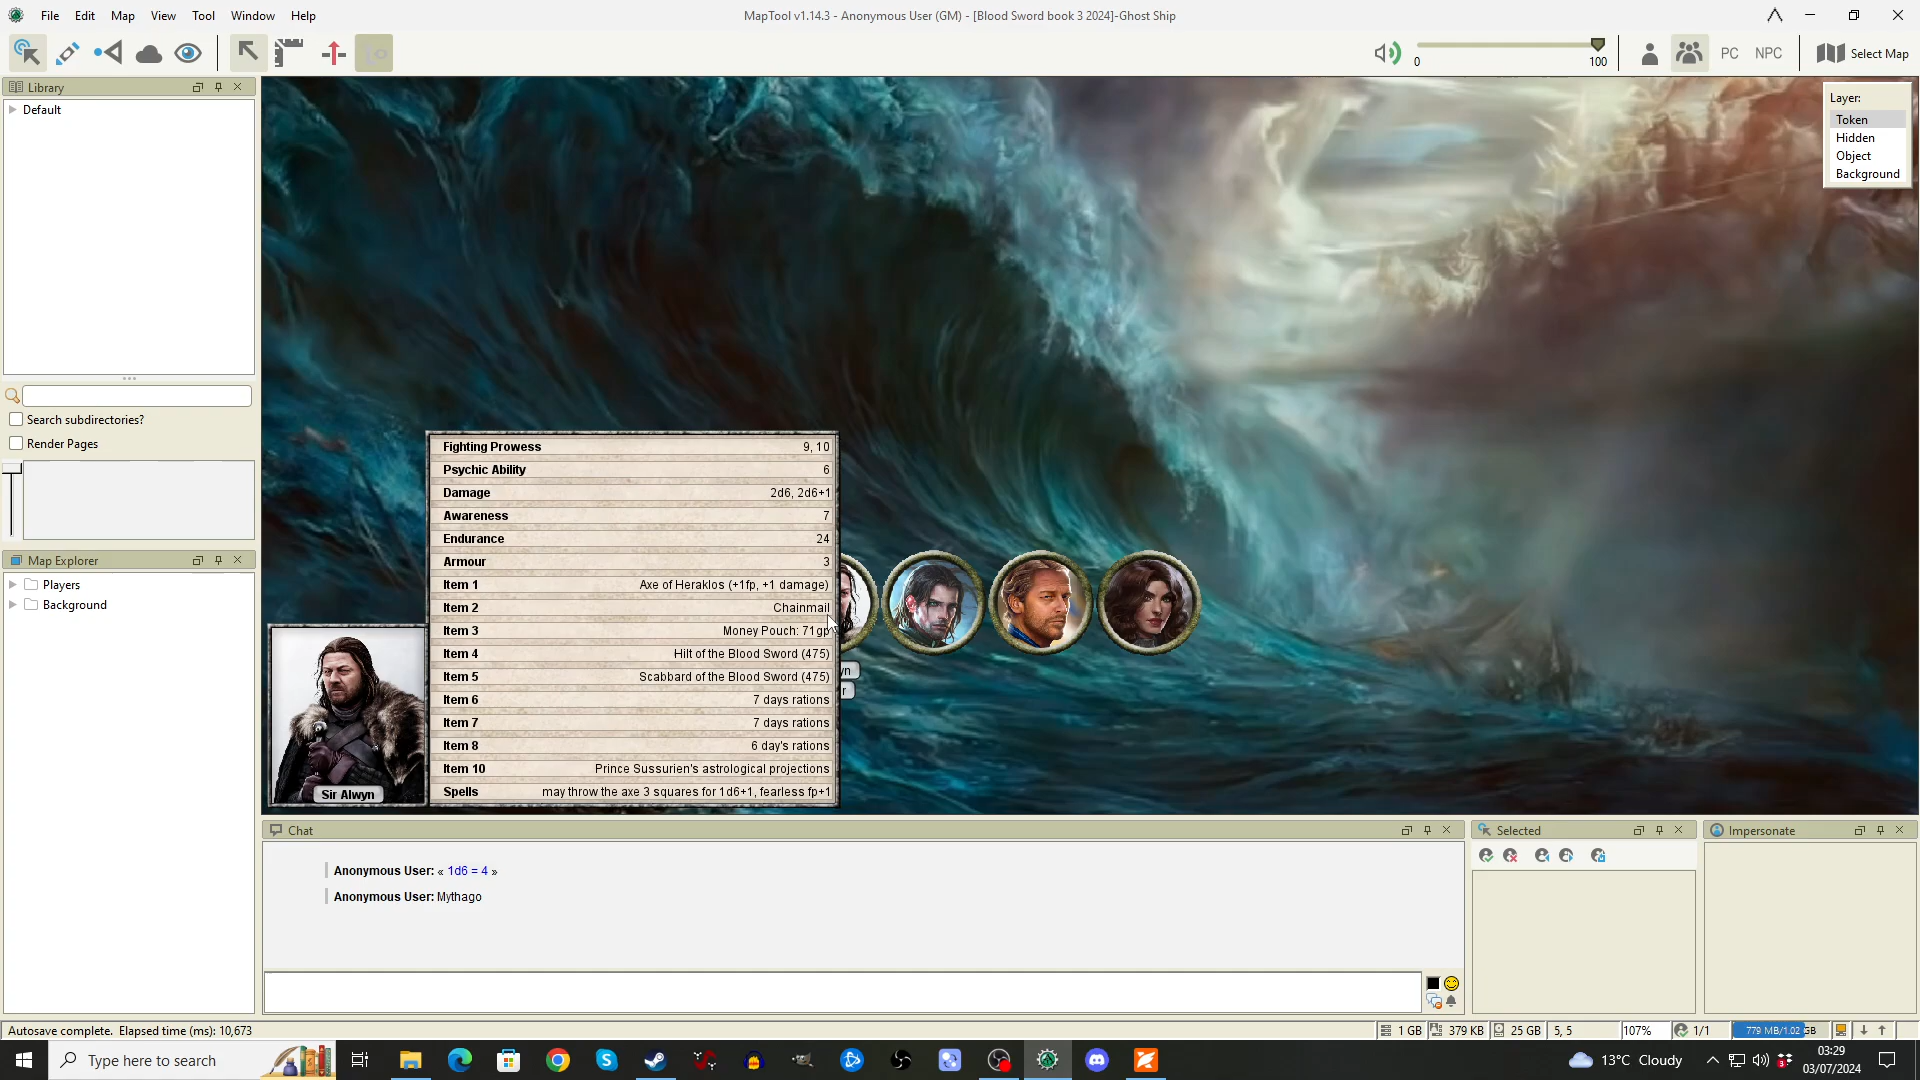 File Edit Map View Tool Window Help
MapTool v1.14.3 - Anonymous User (GM) - [Blood Sword book 3 2024]-Ghost Ship
0
100
PC NPC
Select Map
Library
Default
Layer:
Token
Hidden
Object
Background
Search subdirectories?
Render Pages
Map Explorer
Players
Background
Fighting Prowess 9, 10
Psychic Ability 6
Damage 2d6, 2d6+1
Awareness 7
Endurance 24
Armour 3
Item 1 Axe of Heraklos (+1fp, +1 damage)
Item 2 Chainmail
Item 3 Money Pouch: 71gp
Item 4 Hilt of the Blood Sword (475)
Item 5 Scabbard of the Blood Sword (475)
Item 6 7 days rations
Item 7 7 days rations
Item 8 6 day's rations
Item 10 Prince Sussurien's astrological projections
Spells may throw the axe 3 squares for 1d6+1, fearless fp+1
Sir Alwyn
yn
r
Chat
Anonymous User: « 1d6 = 4 »
Anonymous User: Mythago
Selected
Impersonate
Autosave complete. Elapsed time (ms): 10,673
1 GB 379 KB 25 GB 5, 5 107% 1/1 779 MB/1.02 GB
Type here to search
13°C Cloudy
03:29
03/07/2024